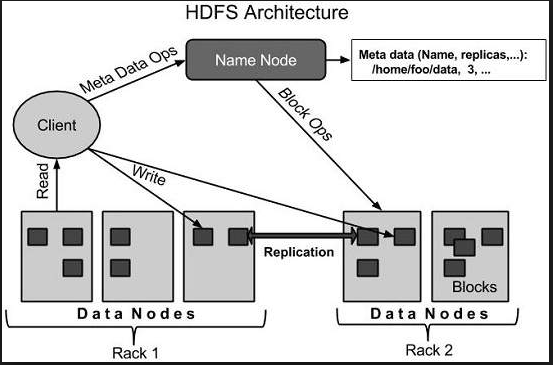 HDFS Architecture
Meta Data Ops
Name Node
Meta data (Name, replicas,...):
/home/foo/data, 3, ...
Client
Block Ops
Read
Write
Replication
Blocks
Data Nodes
Data Nodes
Rack 1
Rack 2